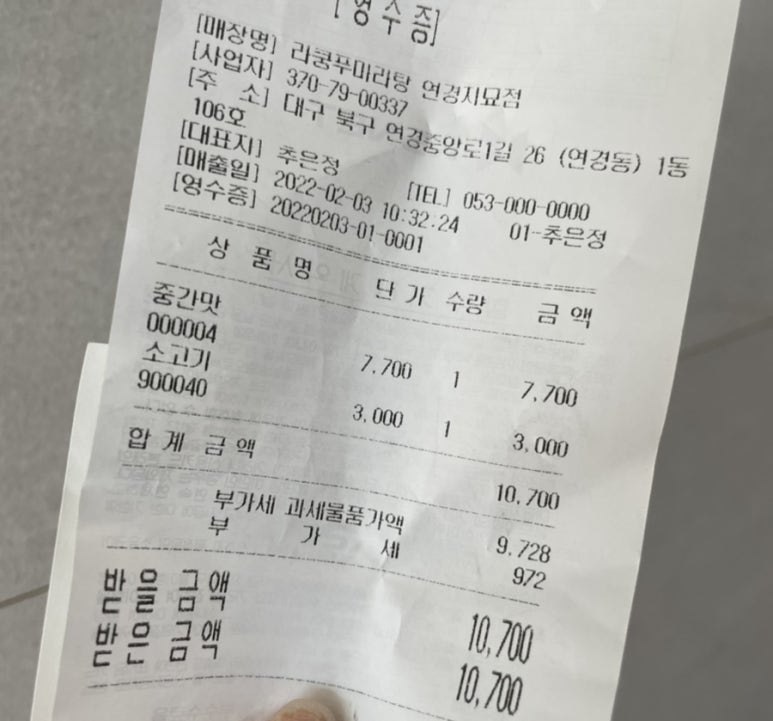 [영수증]
[매장명] 라쿵푸마라탕 연경지묘점
[사업자] 370-79-00337
[주 소] 대구 북구 연경중앙로1길 26 (연경동) 1동
106호
[대표자] 추은정 [TEL] 053-000-0000
[매출일] 2022-02-03 10:32:24 01-추은정
[영수증] 20220203-01-0001
상 품 명 단 가 수량 금 액
중간맛
000004 7,700 1 7,700
소고기
900040 3,000 1 3,000
합 계 금 액 10,700
부가세 과세물품가액 9,728
부 가 세 972
받 을 금 액 10,700
받 은 금 액 10,700